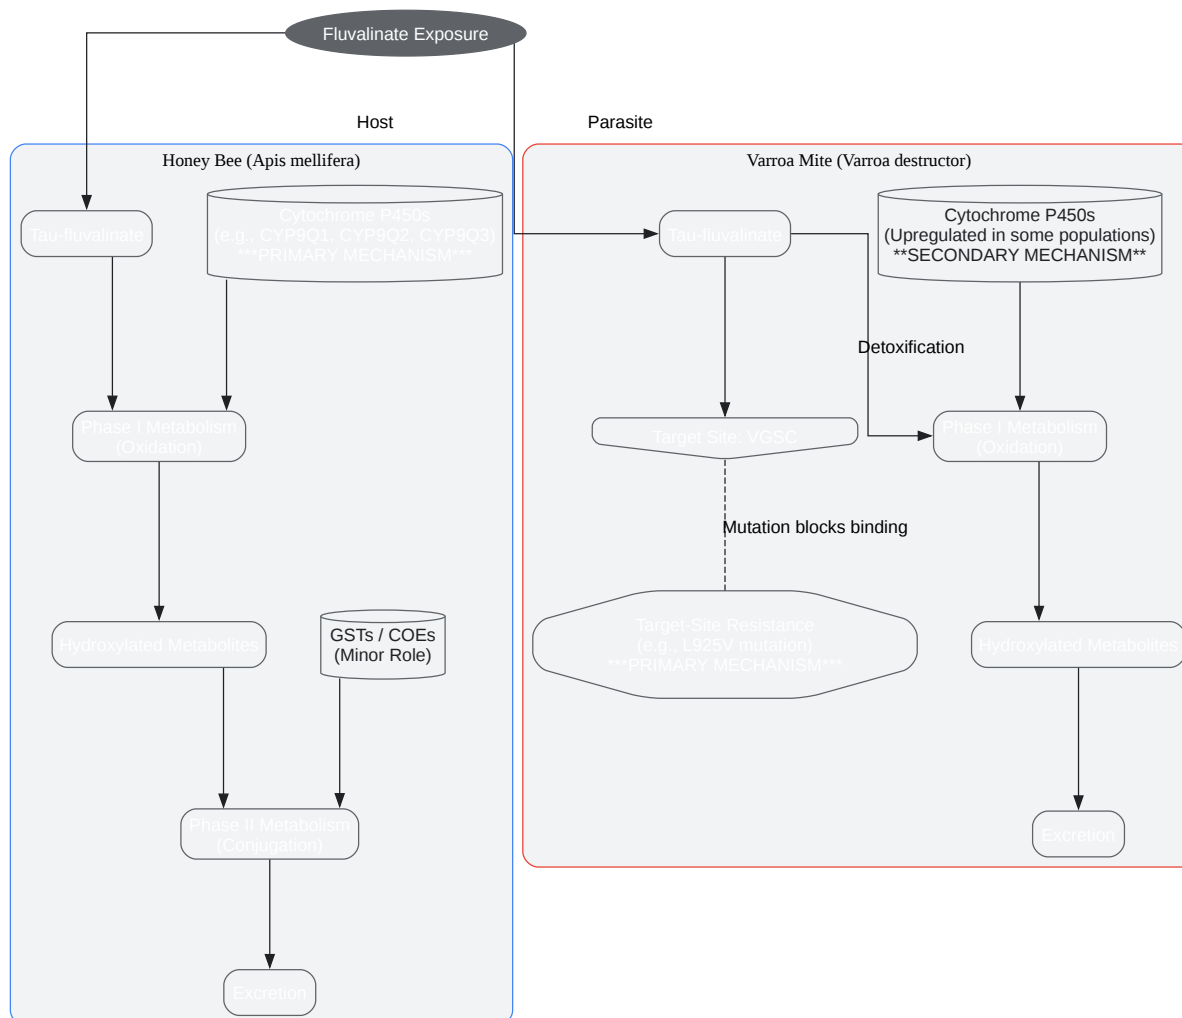 Fluvalinate Exposure
Host
Parasite
Honey Bee (Apis mellifera)
Tau-fluvalinate
Cytochrome P450s
(e.g., CYP9Q1, CYP9Q2, CYP9Q3)
***PRIMARY MECHANISM***
Phase I Metabolism
(Oxidation)
Hydroxylated Metabolites
GSTs / COEs
(Minor Role)
Phase II Metabolism
(Conjugation)
Excretion
Varroa Mite (Varroa destructor)
Tau-fluvalinate
Cytochrome P450s
(Upregulated in some populations)
**SECONDARY MECHANISM**
Detoxification
Target Site: VGSC
Phase I Metabolism
(Oxidation)
Mutation blocks binding
Target-Site Resistance
(e.g., L925V mutation)
***PRIMARY MECHANISM***
Hydroxylated Metabolites
Excretion